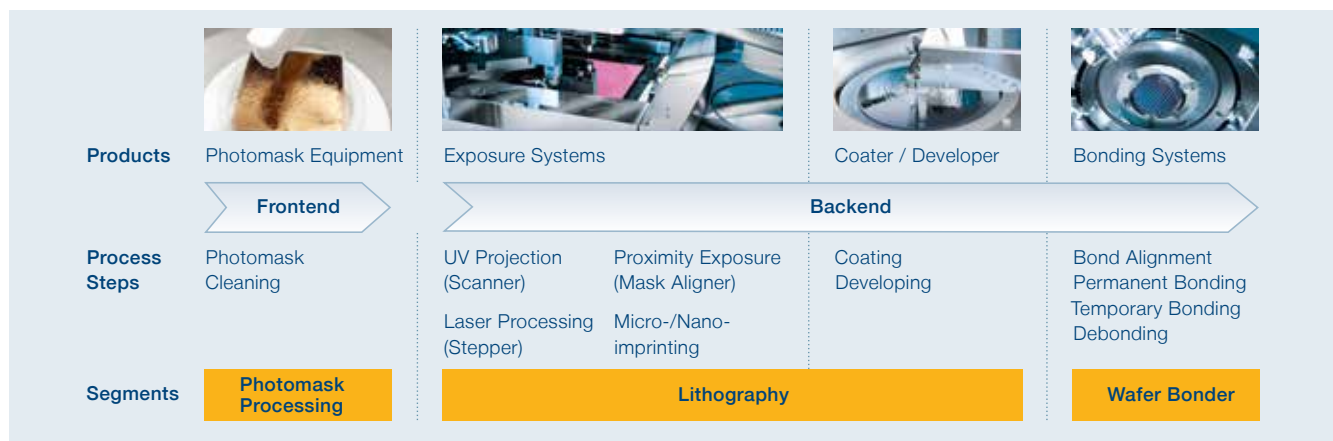 Products
Photomask Equipment
Exposure Systems
Coater / Developer
Bonding Systems
Frontend
Backend
Process
Steps
Photomask
Cleaning
UV Projection
(Scanner)
Laser Processing
(Stepper)
Proximity Exposure
(Mask Aligner)
Micro-/Nano-
imprinting
Coating
Developing
Bond Alignment
Permanent Bonding
Temporary Bonding
Debonding
Segments
Photomask
Processing
Lithography
Wafer Bonder